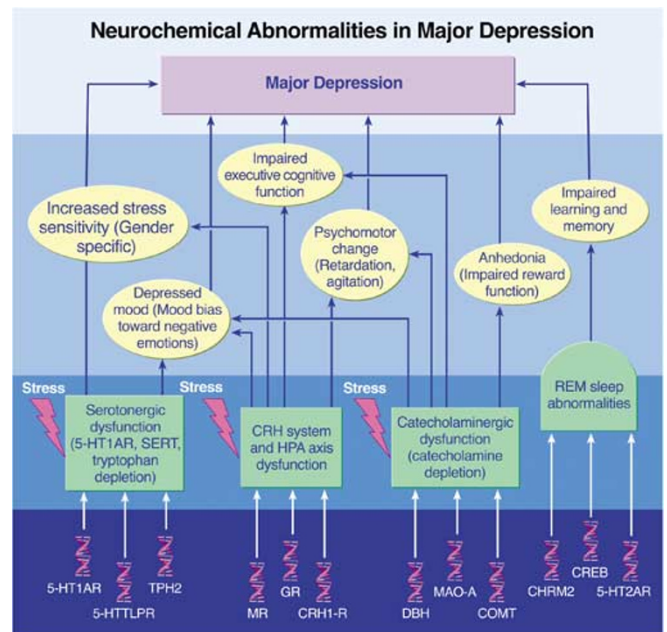 Neurochemical Abnormalities in Major Depression
Major Depression
Impaired
executive cognitive
function
Increased stress
sensitivity (Gender
specific)
Psychomotor
change
(Retardation,
agitation)
Impaired
learning and
memory
Anhedonia
(Impaired reward
function)
Depressed
mood (Mood bias
toward negative
emotions)
Stress
Serotonergic
dysfunction
(5-HT1AR, SERT,
tryptophan
depletion)
Stress
CRH system
and HPA axis
dysfunction
Stress
Catecholaminergic
dysfunction
(catecholamine
depletion)
REM sleep
abnormalities
5-HT1AR
5-HTTLPR
TPH2
MR
GR
CRH1-R
DBH
MAO-A
COMT
CHRM2
CREB
5-HT2AR